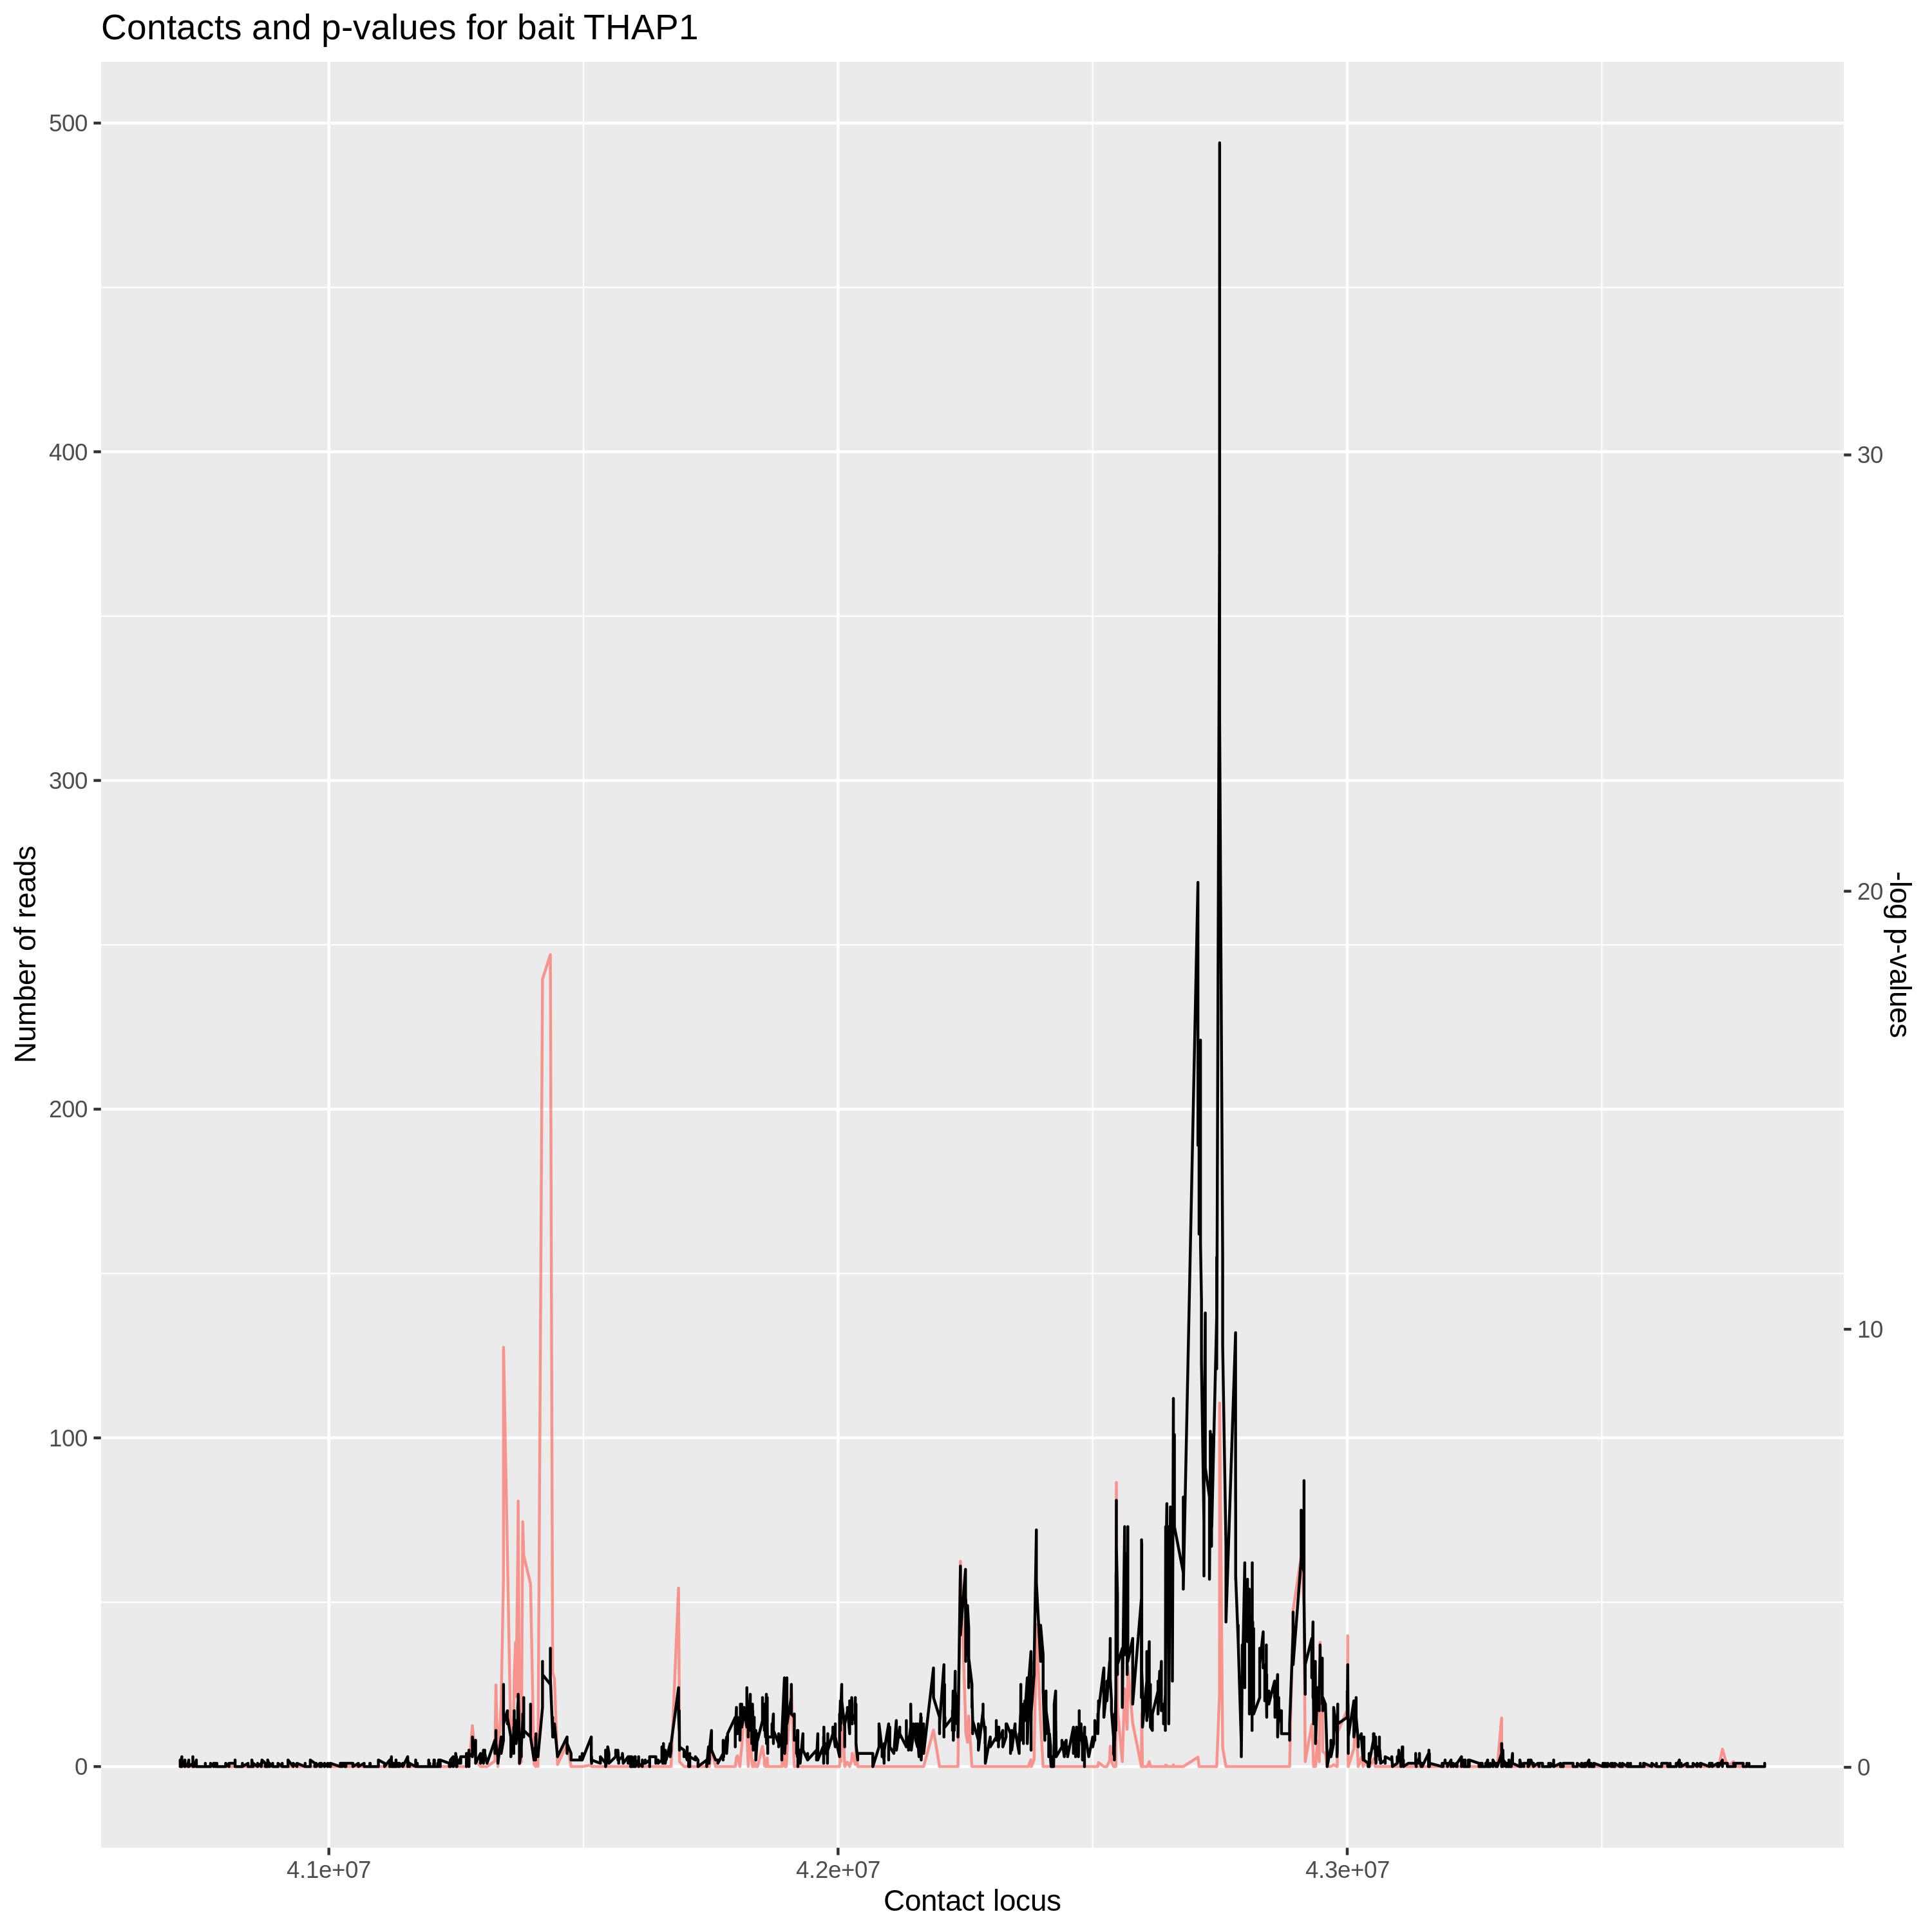 Contacts and p-values for bait THAP1
500
400
300
200
100
0
Number of reads
30
20
10
0
-log p-values
4.1e+07
4.2e+07
4.3e+07
Contact locus